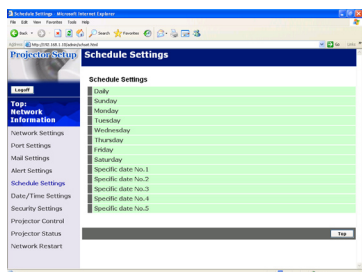 Schedule Settings - Microsoft Internet Explorer
File Edit View Favorites Tools Help
Back Search Favorites
Projector Setup
Schedule Settings
Logoff
Top:
Network
Information
Network Settings
Port Settings
Mail Settings
Alert Settings
Schedule Settings
Date/Time Settings
Security Settings
Projector Control
Projector Status
Network Restart
Schedule Settings
Daily
Sunday
Monday
Tuesday
Wednesday
Thursday
Friday
Saturday
Specific date No.1
Specific date No.2
Specific date No.3
Specific date No.4
Specific date No.5
Top